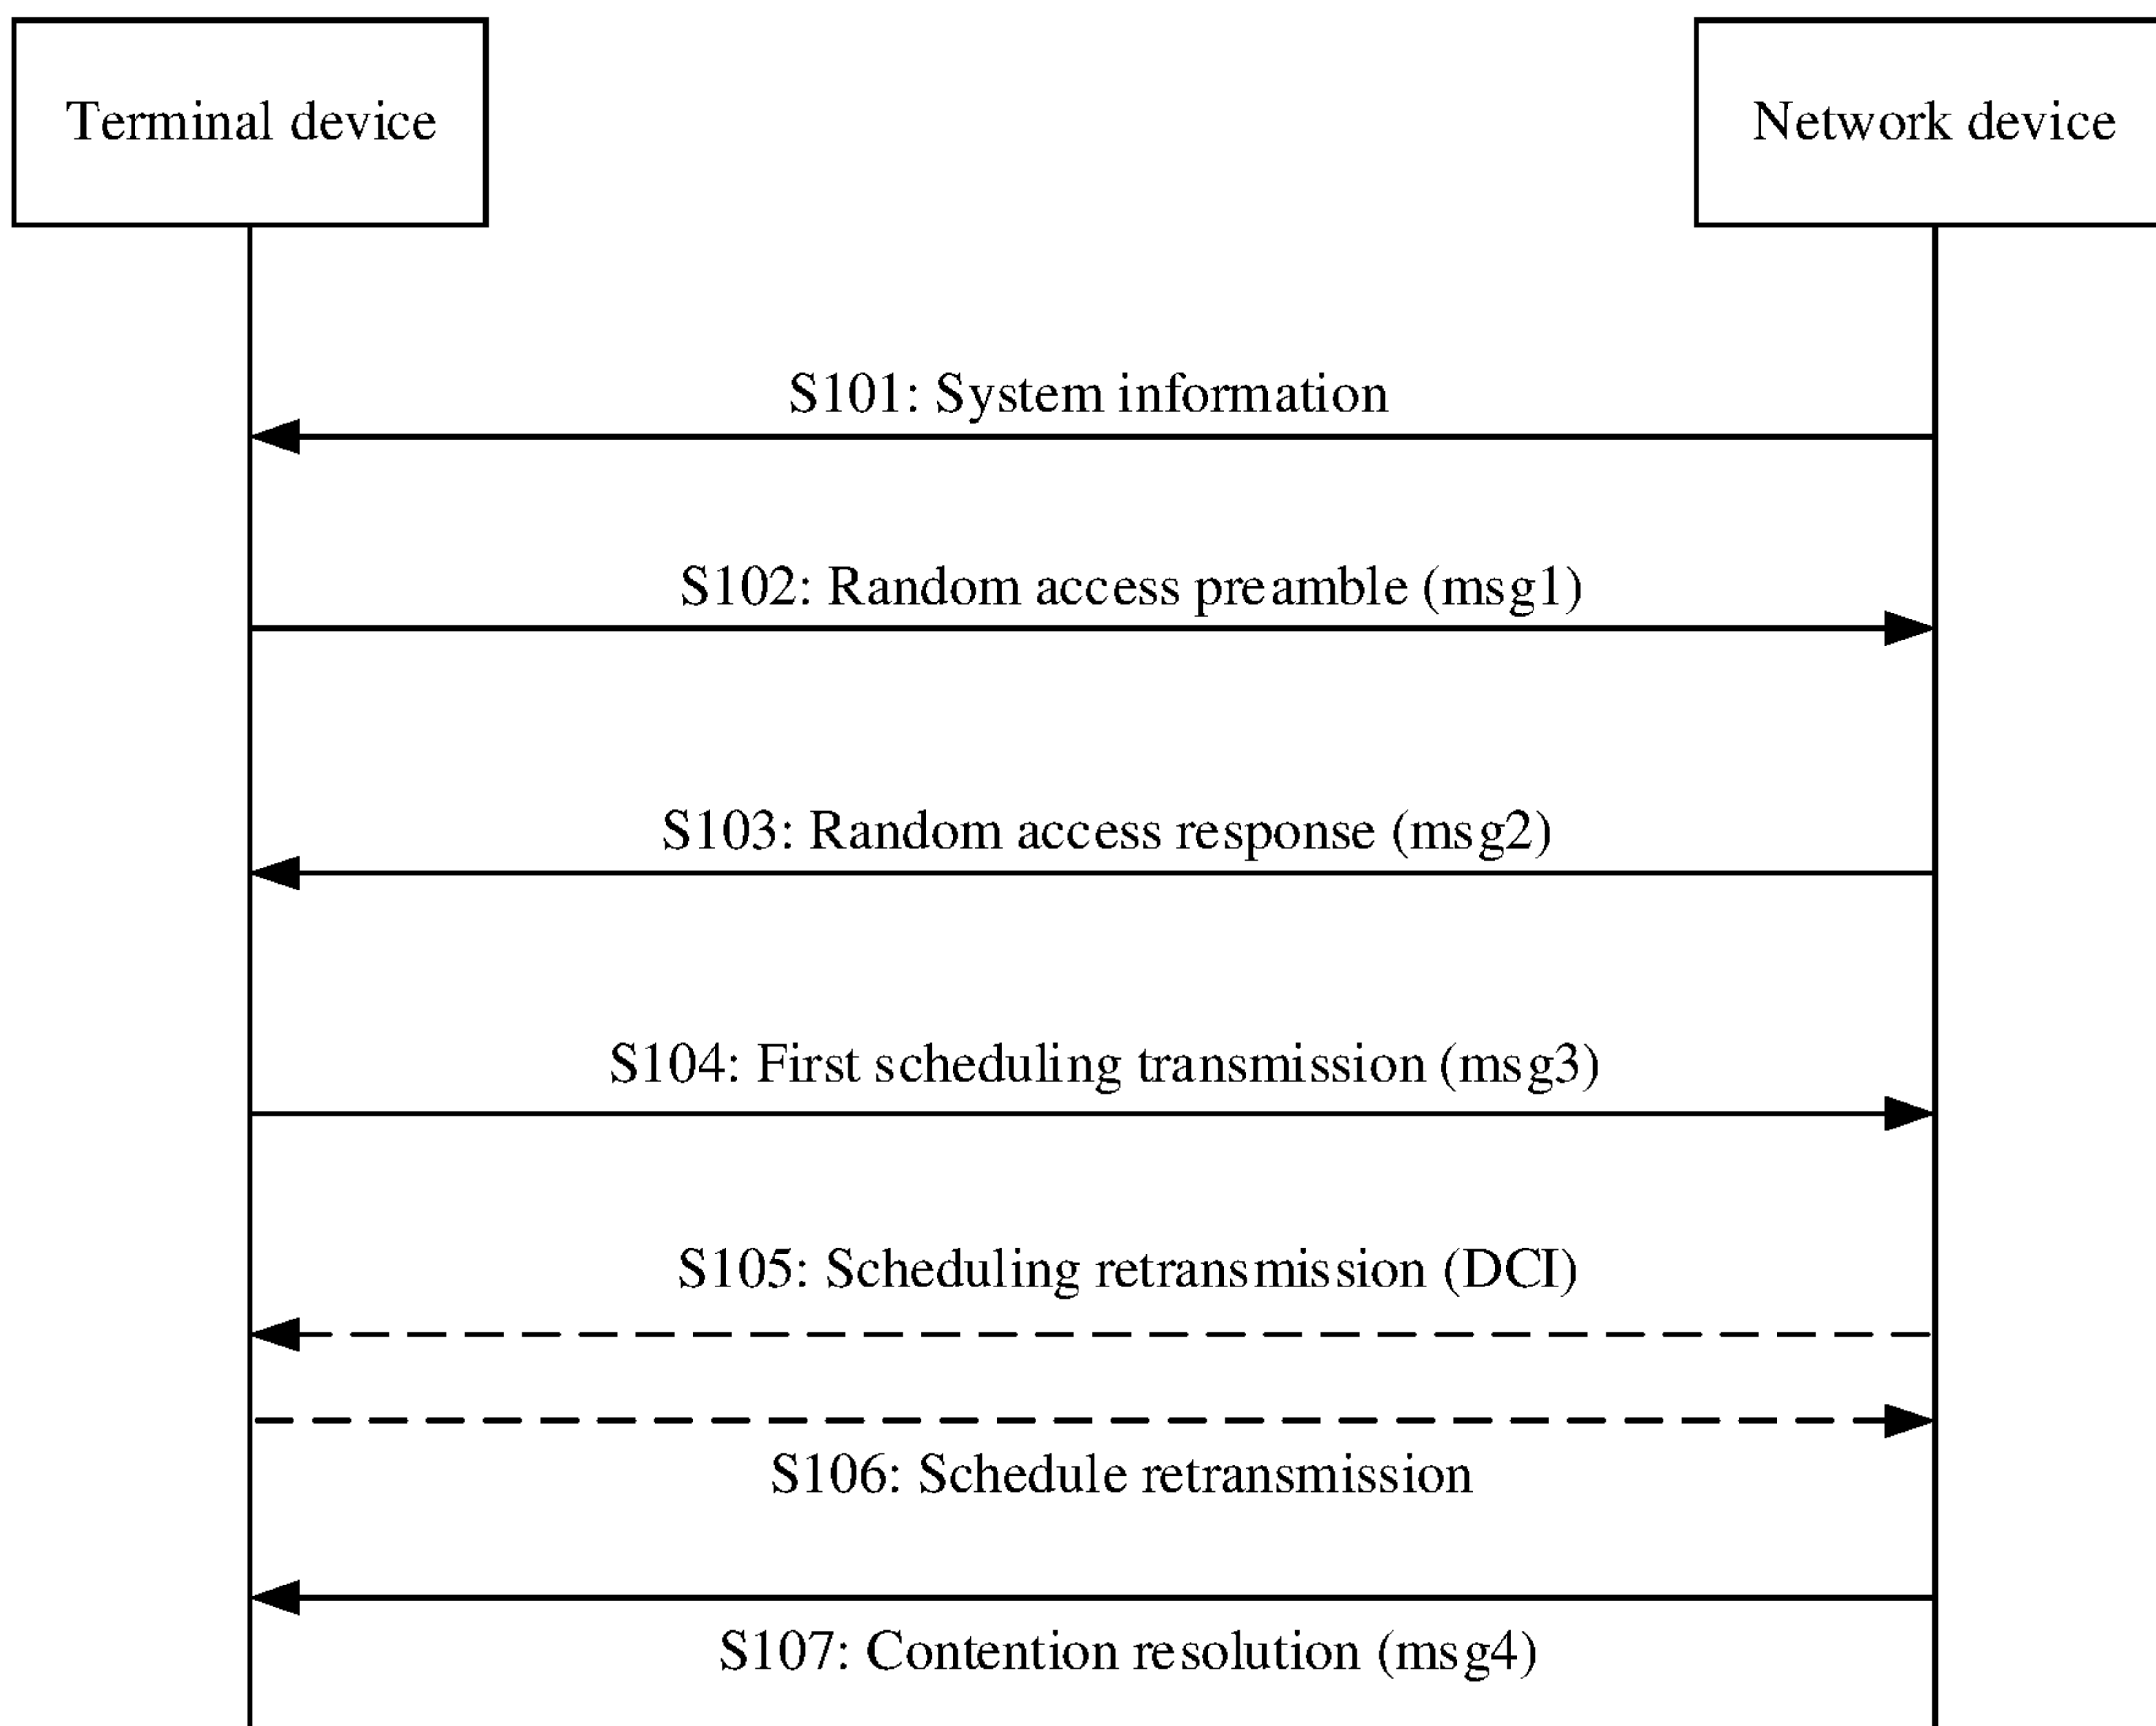 Terminal device
Network device
S101: System information
S102: Random access preamble (msg1)
S103: Random access response (msg2)
S104: First scheduling transmission (msg3)
S105: Scheduling retransmission (DCI)
S106: Schedule retransmission
S107: Contention resolution (msg4)